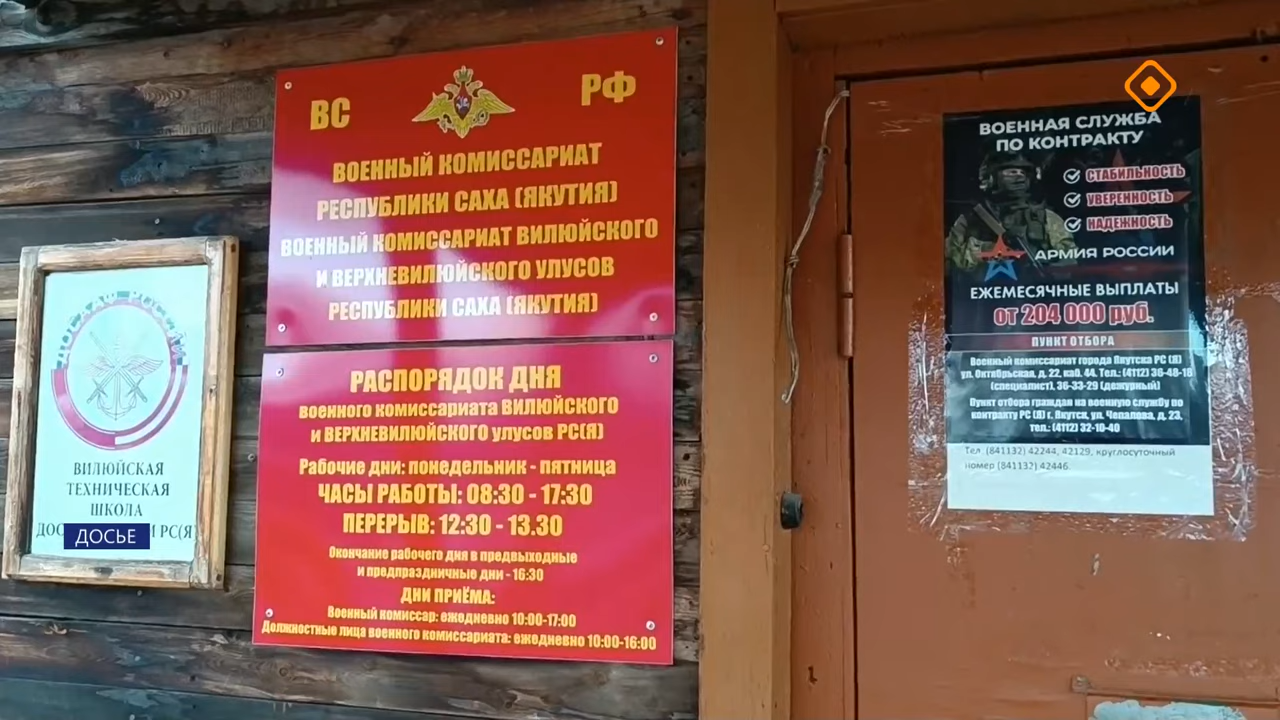 ДОСААФ РОССИИ
ВИЛЮЙСКАЯ
ТЕХНИЧЕСКАЯ
ШКОЛА
ДОС И РС(Я)
ДОСЬЕ
ВС РФ
ВОЕННЫЙ КОМИССАРИАТ
РЕСПУБЛИКИ САХА (ЯКУТИЯ)
ВОЕННЫЙ КОМИССАРИАТ ВИЛЮЙСКОГО
И ВЕРХНЕВИЛЮЙСКОГО УЛУСОВ
РЕСПУБЛИКИ САХА (ЯКУТИЯ)
РАСПОРЯДОК ДНЯ
военного комиссариата ВИЛЮЙСКОГО
и ВЕРХНЕВИЛЮЙСКОГО улусов РС(Я)
Рабочие дни: понедельник - пятница
ЧАСЫ РАБОТЫ: 08:30 - 17:30
ПЕРЕРЫВ: 12:30 - 13.30
Окончание рабочего дня в предвыходные
и предпраздничные дни - 16:30
ДНИ ПРИЁМА:
Военный комиссар: ежедневно 10:00-17:00
Должностные лица военного комиссариата: ежедневно 10:00-16:00
ВОЕННАЯ СЛУЖБА
ПО КОНТРАКТУ
СТАБИЛЬНОСТЬ
УВЕРЕННОСТЬ
НАДЕЖНОСТЬ
АРМИЯ РОССИИ
ЕЖЕМЕСЯЧНЫЕ ВЫПЛАТЫ
от 204 000 руб.
ПУНКТ ОТБОРА
Военный комиссариат города Якутска РС (Я)
ул. Октябрьская, д. 22, каб. 44. Тел.: (4112) 36-48-18
(специалист), 36-33-29 (дежурный)
Пункт отбора граждан на военную службу по
контракту РС (Я) г. Якутск, ул. Чепалова, д. 23,
тел.: (4112) 32-10-40
Тел. (841132) 42244, 42129, круглосуточный
номер (841132) 42446.